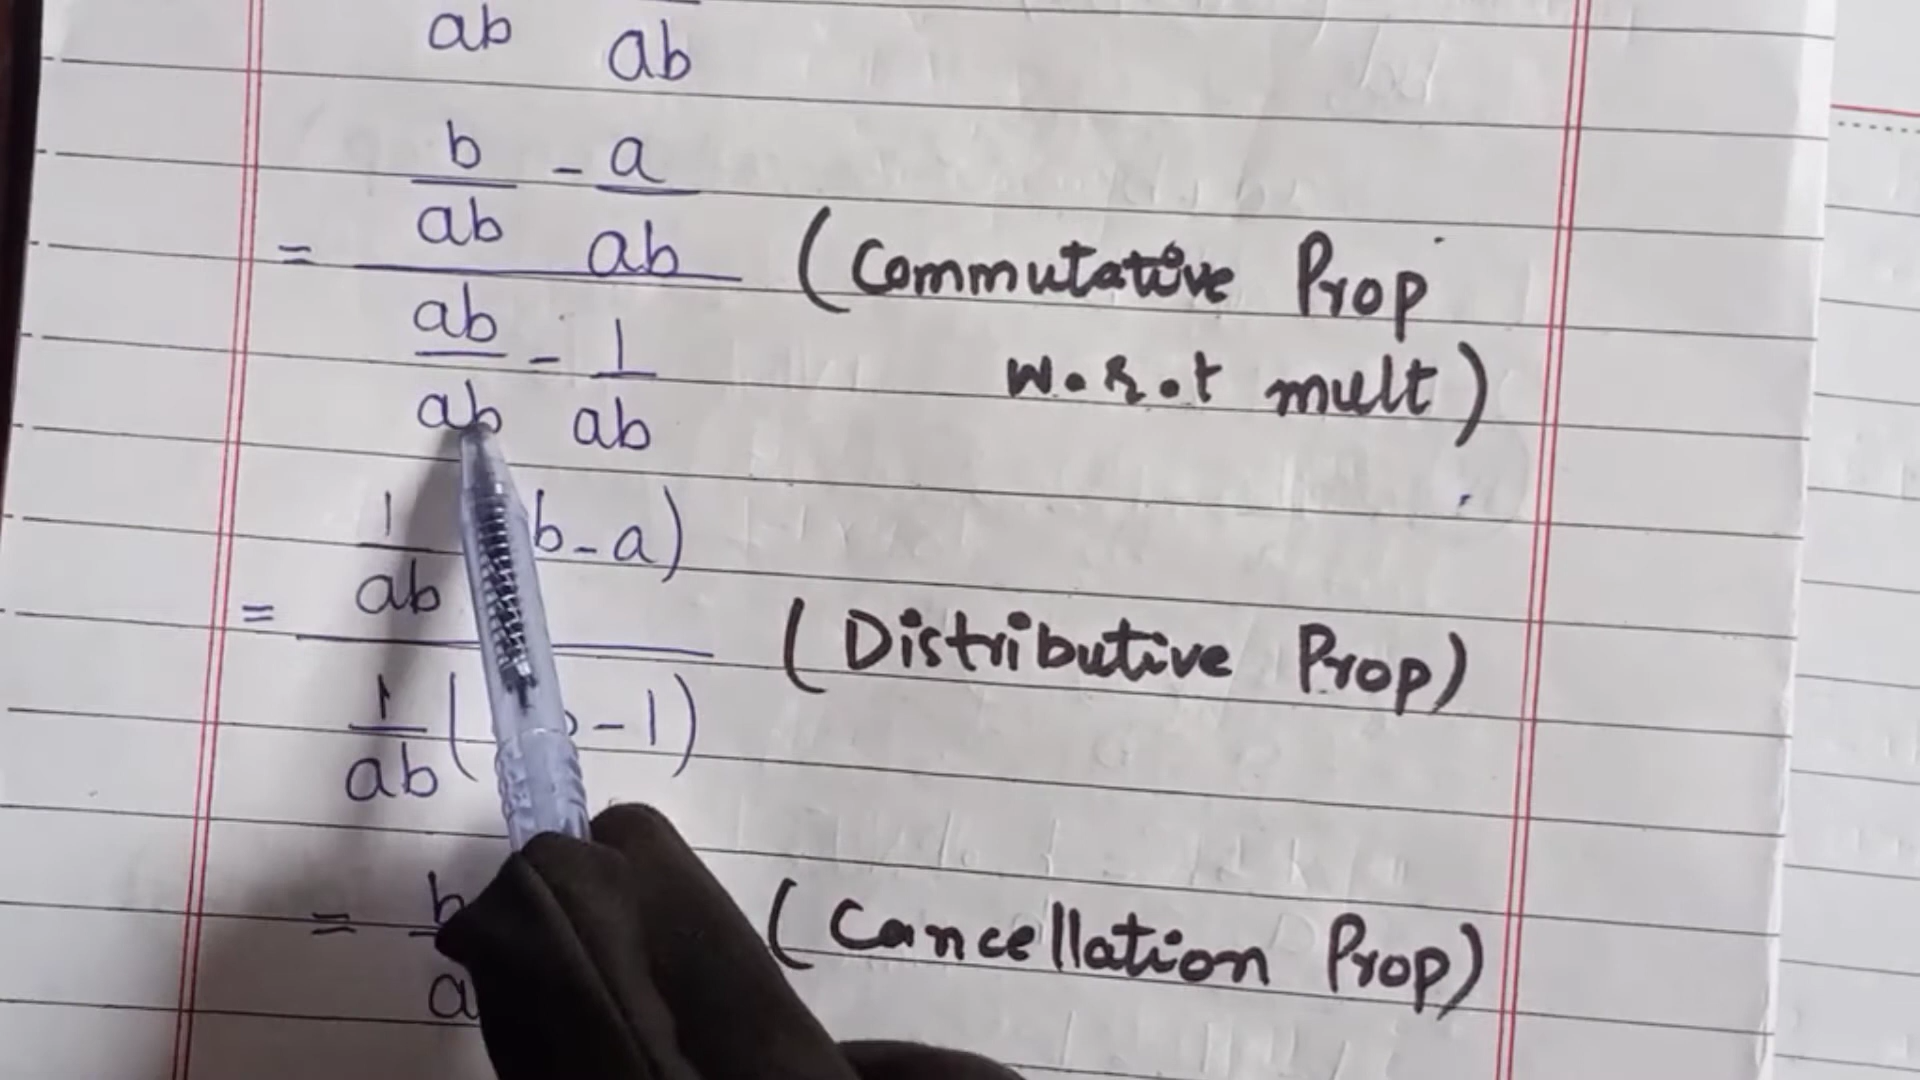 ab ab
b - a
ab ab
= (Commutative Prop
ab - 1
w.r.t mult)
ab ab
1 b-a)
ab
= (Distributive Prop)
1 ( -1)
ab
= b (Cancellation Prop)
a